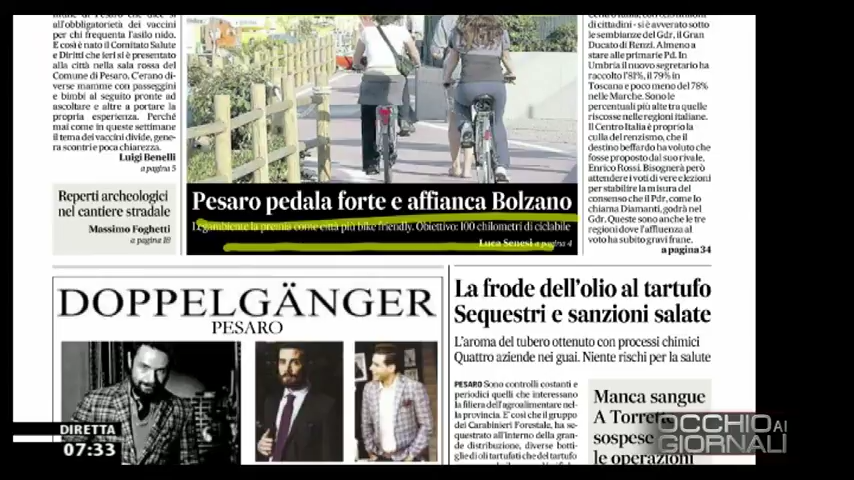 all'obbligatorietà dei vaccini
per chi frequenta l'asilo nido.
E così è nato il Comitato Salute
e Diritti che ieri si è presentato
alla città nella sala rossa del
Comune di Pesaro. C'erano di-
verse mamme con passeggini
e bimbi al seguito pronte ad
ascoltare e altre a portare la
propria esperienza. Perché
mai come in queste settimane
il tema dei vaccini divide, gene-
ra scontri e poca chiarezza.
Luigi Benelli
a pagina 5
Reperti archeologici
nel cantiere stradale
Massimo Foghetti
a pagina 18
Pesaro pedala forte e affianca Bolzano
Legambiente la premia come città più bike friendly. Obiettivo: 100 chilometri di ciclabile
Luca Senesi a pagina 4
di cittadini - si è avverato sotto
le sembianze del Gdr, il Gran
Ducato di Renzi. Almeno a
stare alle primarie Pd. In
Umbria il nuovo segretario ha
raccolto l'81%, il 79% in
Toscana e poco meno del 78%
nelle Marche. Sono le
percentuali più alte tra quelle
riscosse nelle regioni italiane.
Il Centro Italia è proprio la
culla del renzismo, che il
destino beffardo ha voluto che
fosse proposto dal suo rivale,
Enrico Rossi. Bisognerà però
attendere i voti di vere elezioni
per stabilire la misura del
consenso che il Pdr, come lo
chiama Diamanti, godrà nel
Gdr. Queste sono anche le tre
regioni dove l'affluenza al
voto ha subito gravi frane.
a pagina 34
DOPPELGÄNGER
PESARO
La frode dell'olio al tartufo
Sequestri e sanzioni salate
L'aroma del tubero ottenuto con processi chimici
Quattro aziende nei guai. Niente rischi per la salute
PESARO Sono controlli costanti e
periodici quelli che interessano
la filiera dell'agroalimentare nel-
la provincia. E così che il grup-
po dei Carabinieri Forestale, ha se-
questrato all'interno della gran-
de distribuzione, diverse botti-
glie di oli tartufati che del tartufo
Manca sangue
A Torrette
sospese
le operazioni
DIRETTA
07:33
OCCHIO AI
GIORNALI